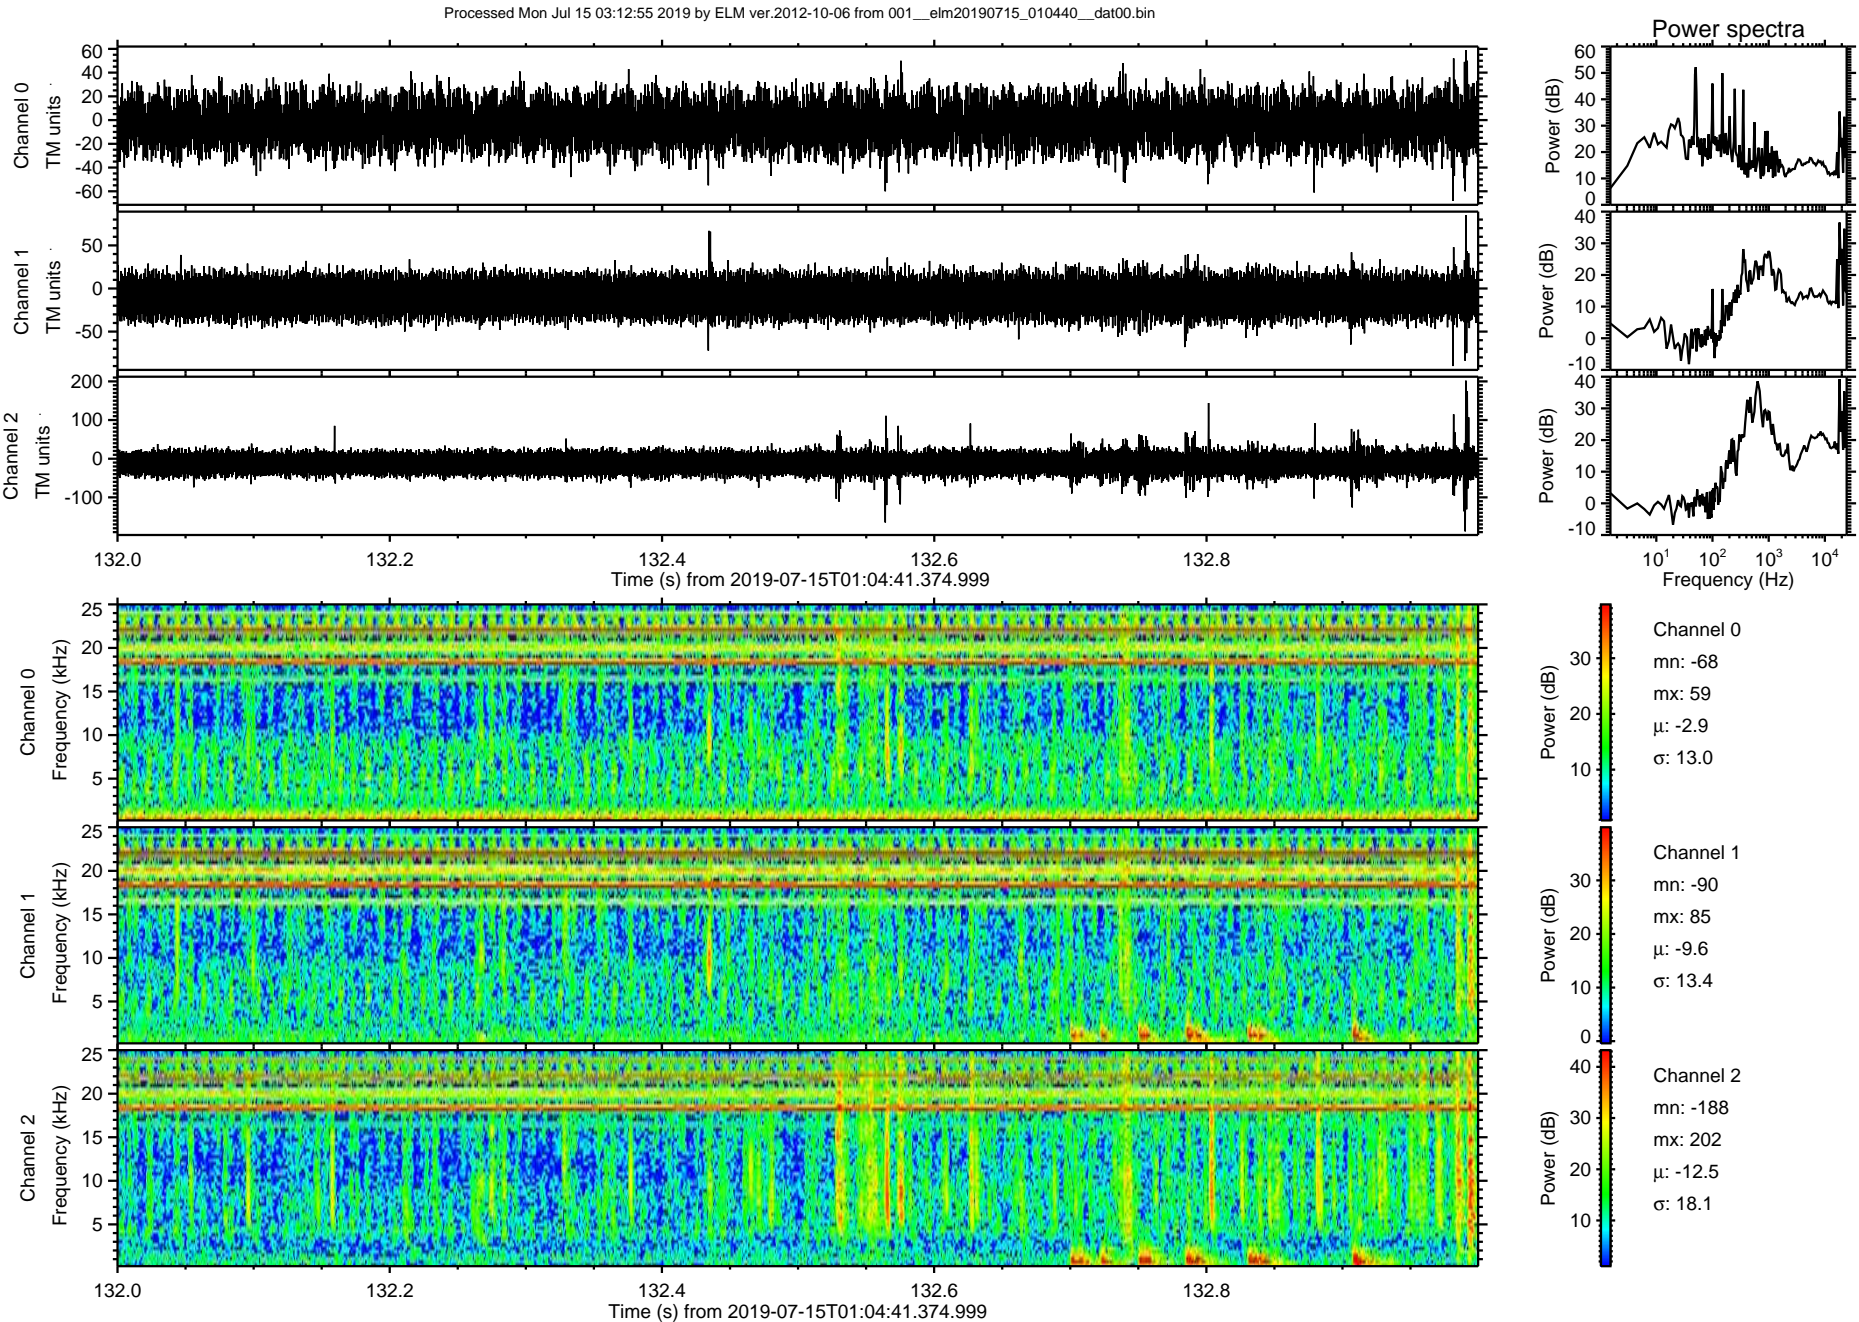 Processed Mon Jul 15 03:12:55 2019 by ELM ver.2012-10-06 from 001__elm20190715_010440__dat00.bin
Power spectra
Channel 0
TM units
60
40
20
0
-20
-40
-60
Power (dB)
60
50
40
30
20
10
0
Channel 1
TM units
50
0
-50
Power (dB)
40
30
20
10
0
-10
Channel 2
TM units
200
100
0
-100
Power (dB)
40
30
20
10
0
-10
132.0 132.2 132.4 132.6 132.8
Time (s) from 2019-07-15T01:04:41.374.999
10^1 10^2 10^3 10^4
Frequency (Hz)
Channel 0
Frequency (kHz)
25
20
15
10
5
Power (dB)
30
20
10
Channel 0
mn: -68
mx: 59
μ: -2.9
σ: 13.0
Channel 1
Frequency (kHz)
25
20
15
10
5
Power (dB)
30
20
10
0
Channel 1
mn: -90
mx: 85
μ: -9.6
σ: 13.4
Channel 2
Frequency (kHz)
25
20
15
10
5
Power (dB)
40
30
20
10
Channel 2
mn: -188
mx: 202
μ: -12.5
σ: 18.1
132.0 132.2 132.4 132.6 132.8
Time (s) from 2019-07-15T01:04:41.374.999